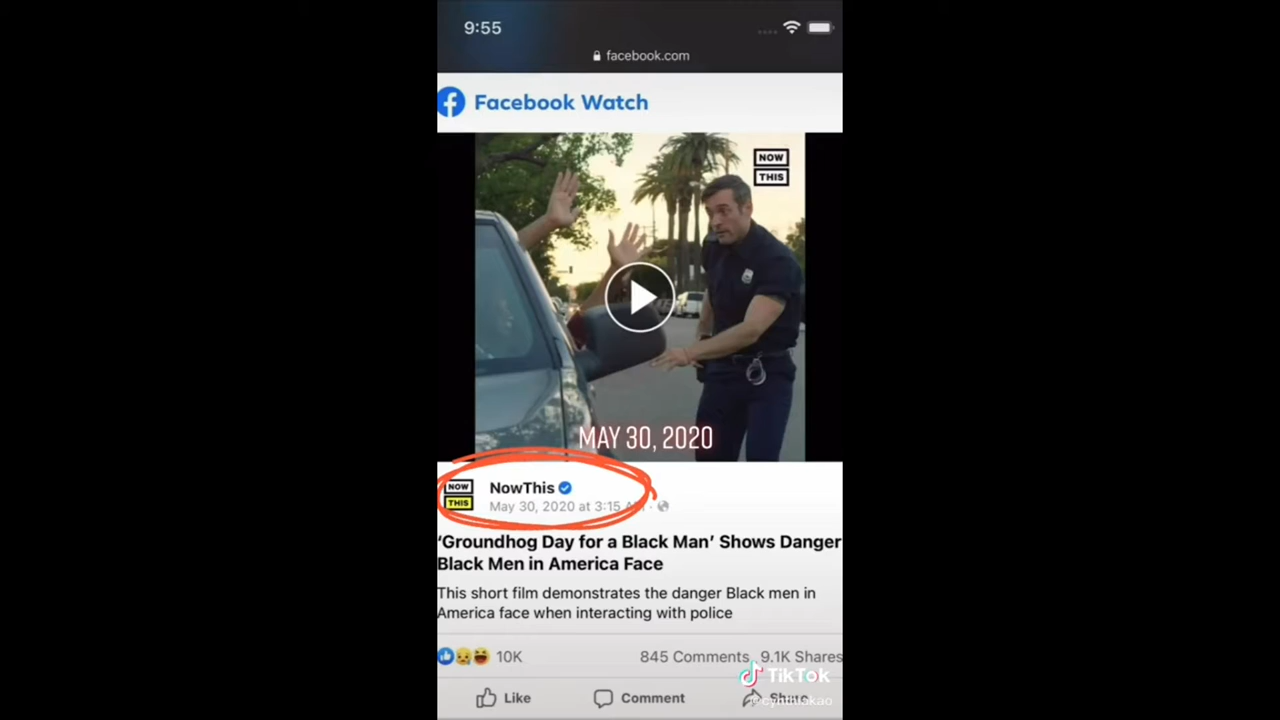 9:55
facebook.com
Facebook Watch
NOW
THIS
MAY 30, 2020
NOW
THIS
NowThis
May 30, 2020 at 3:15 AM
'Groundhog Day for a Black Man' Shows Danger
Black Men in America Face
This short film demonstrates the danger Black men in
America face when interacting with police
10K 845 Comments 9.1K Shares
Like Comment Share
TikTok